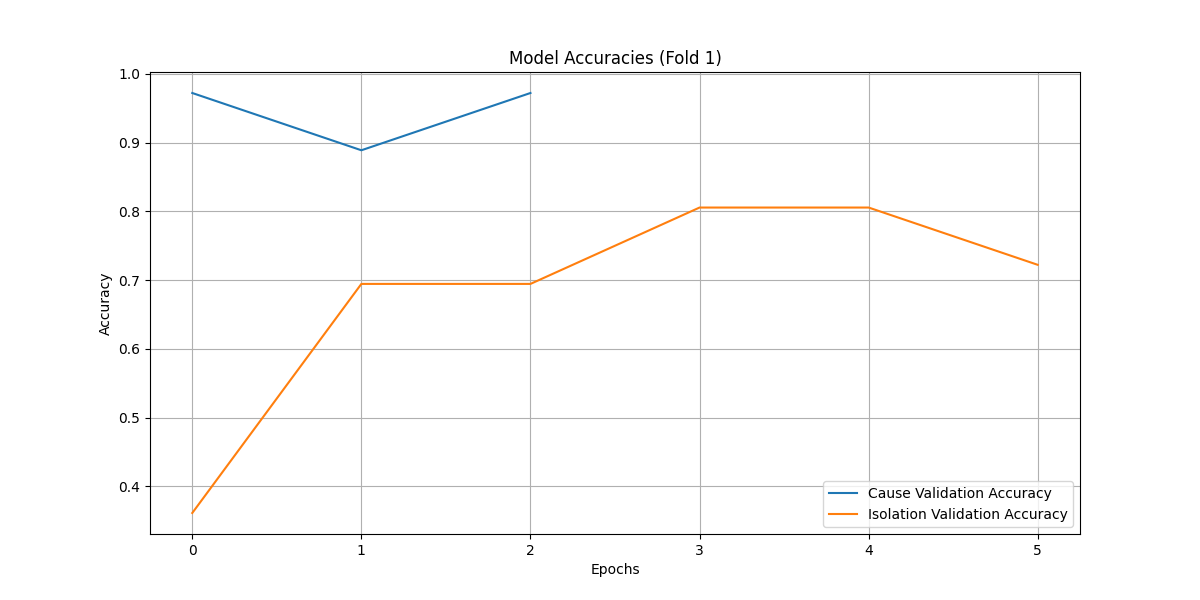 Model Accuracies (Fold 1)
1.0
0.9
0.8
0.7
0.6
0.5
0.4
Accuracy
0 1 2 3 4 5
Epochs
Cause Validation Accuracy
Isolation Validation Accuracy